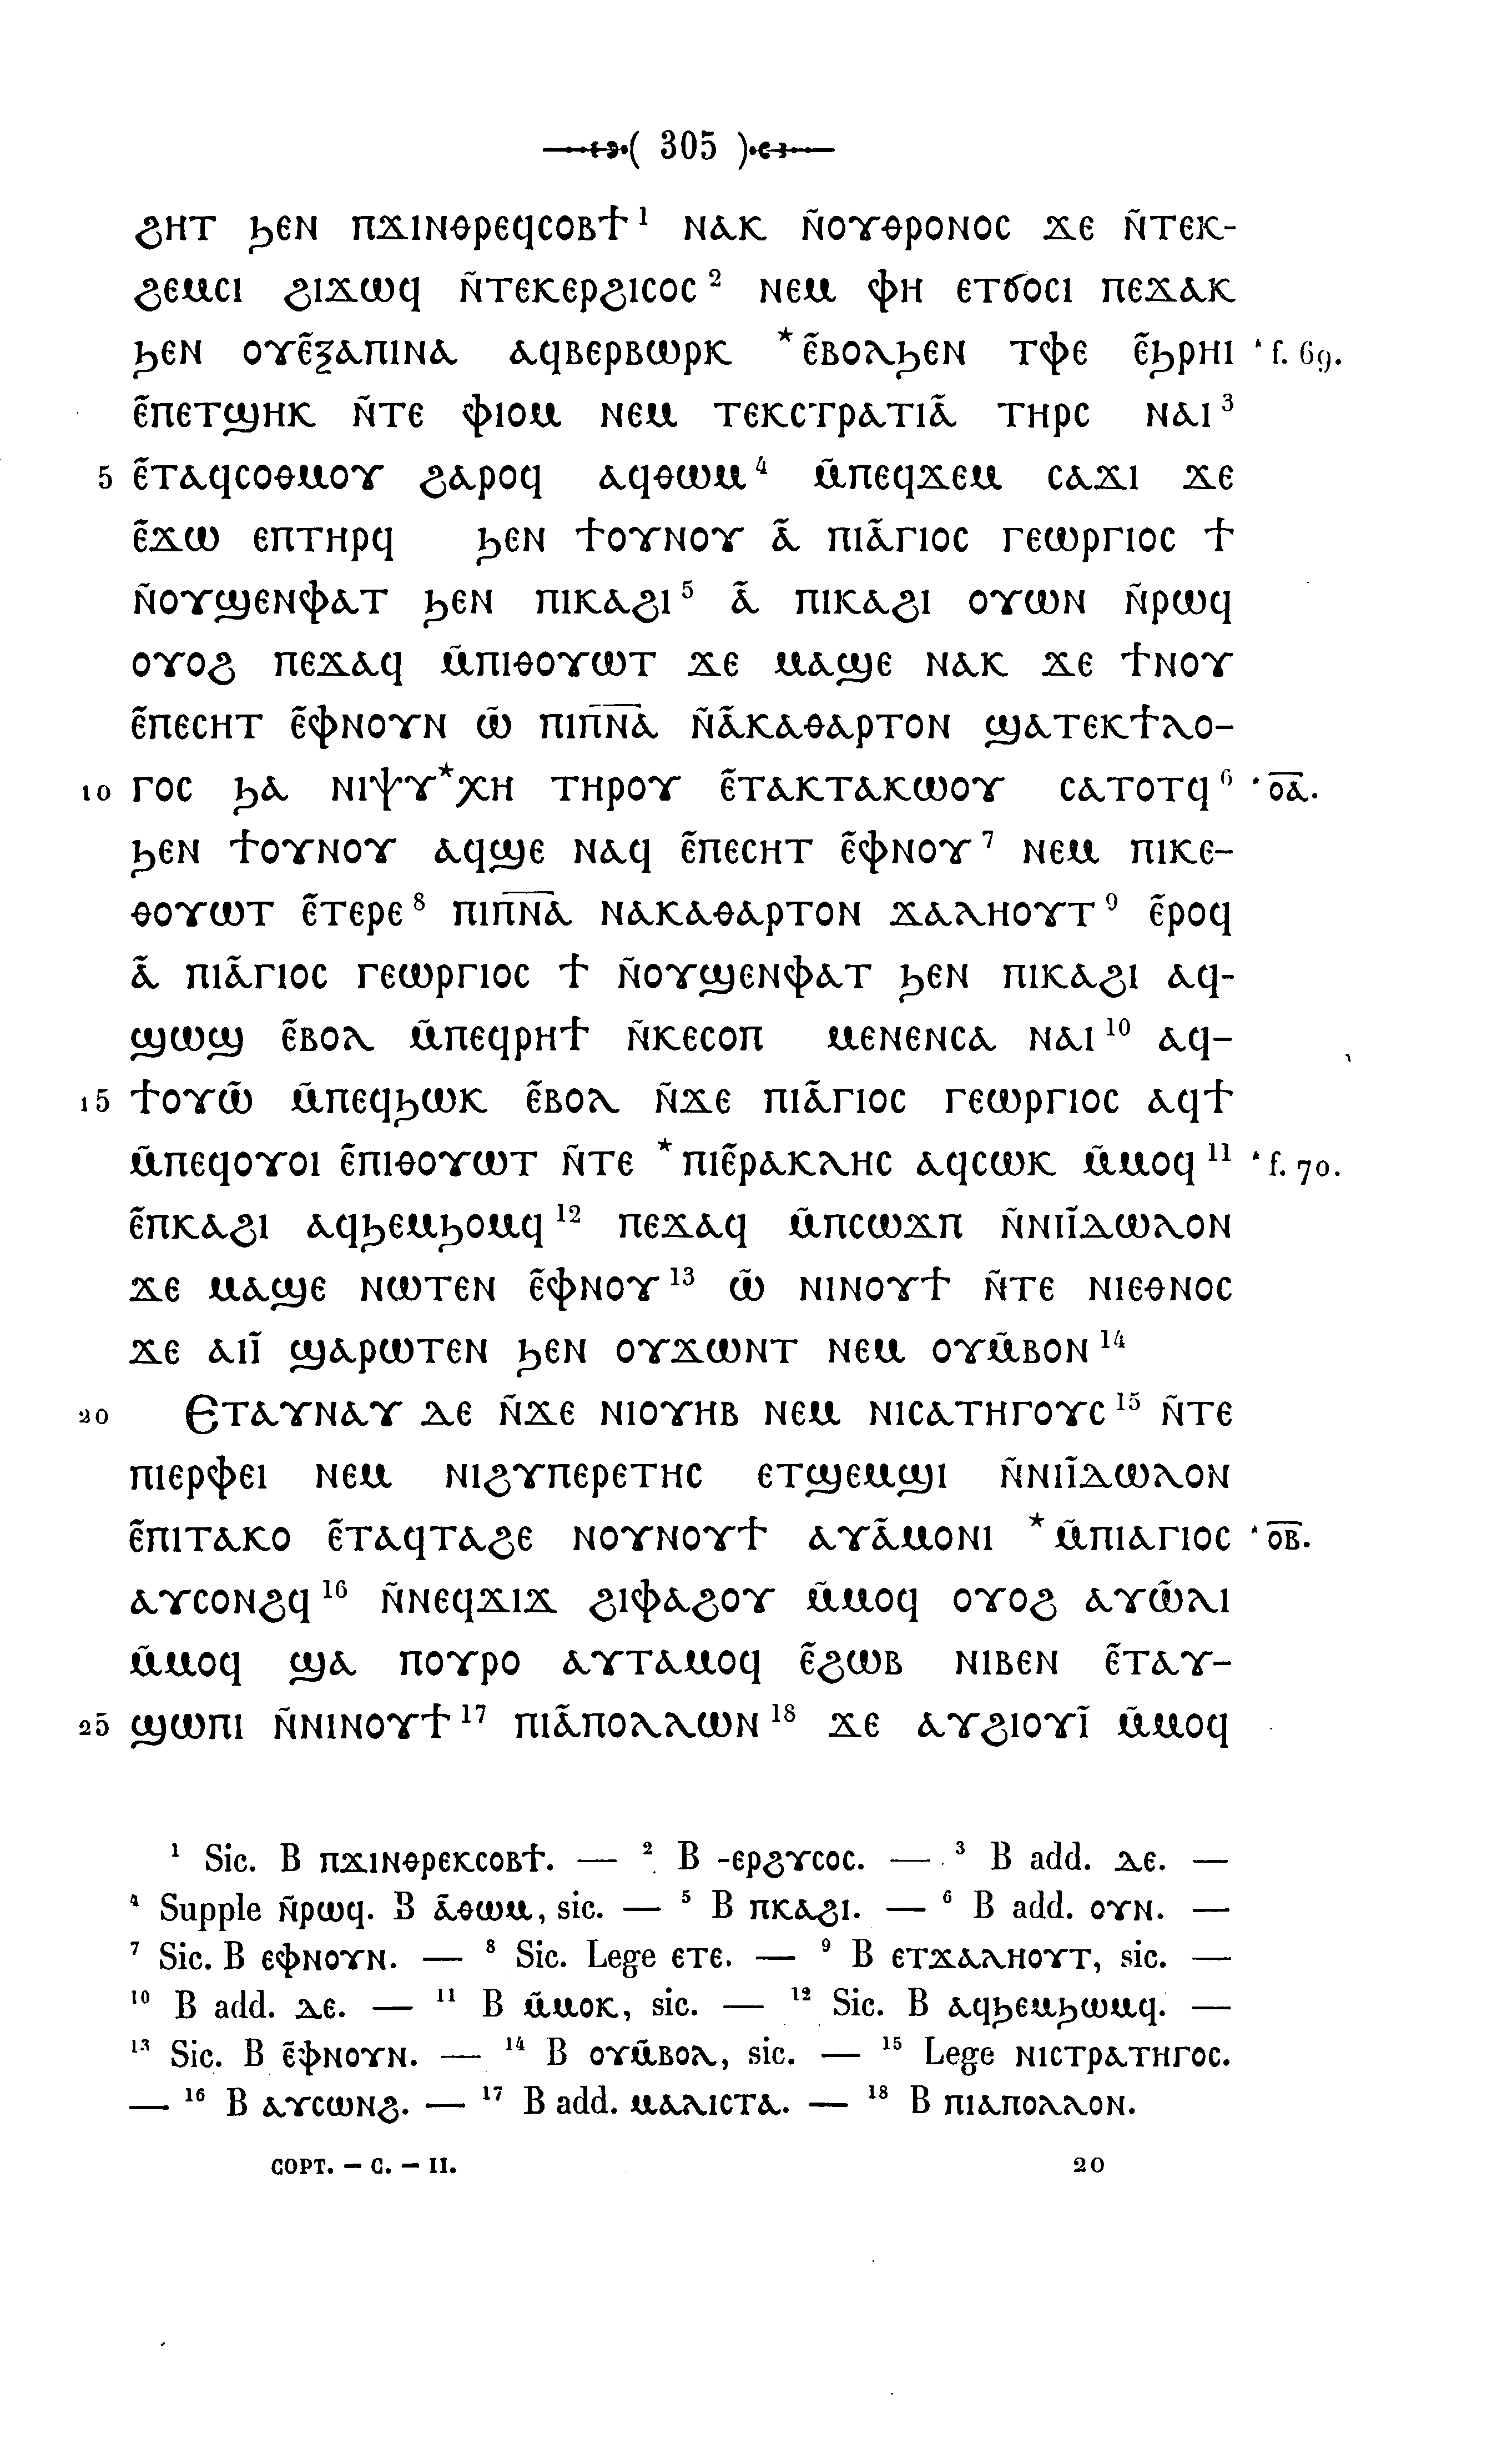 ( 305 )
ϩⲏⲧ ϧⲉⲛ ⲡϫⲓⲛⲑⲣⲉϥⲥⲟⲃϯ ¹ ⲛⲁⲕ ⲛ̃ⲟⲩⲑⲣⲟⲛⲟⲥ ϫⲉ ⲛ̃ⲧⲉⲕ-
ϩⲉⲙⲥⲓ ϩⲓϫⲱϥ ⲛ̃ⲧⲉⲕⲉⲣϩⲓⲥⲟⲥ ² ⲛⲉⲙ ⲫⲏ ⲉⲧϭⲟⲥⲓ ⲡⲉϫⲁⲕ
ϧⲉⲛ ⲟⲩⲉ̃ⲝⲁⲡⲓⲛⲁ ⲁϥⲃⲉⲣⲃⲱⲣⲕ *ⲉ̃ⲃⲟⲗϧⲉⲛ ⲧⲫⲉ ⲉ̃ϧⲣⲏⲓ * f. 69.
ⲉ̃ⲡⲉⲧϣⲏⲕ ⲛ̃ⲧⲉ ⲫⲓⲟⲙ ⲛⲉⲙ ⲧⲉⲕⲥⲧⲣⲁⲧⲓⲁ̃ ⲧⲏⲣⲥ ⲛⲁⲓ ³
5 ⲉ̃ⲧⲁϥⲥⲟⲑⲙⲟⲩ ϩⲁⲣⲟϥ ⲁϥⲑⲱⲙ ⁴ ⲙ̃ⲡⲉϥϫⲉⲙ ⲥⲁϫⲓ ϫⲉ
ⲉ̃ϫⲱ ⲉⲡⲧⲏⲣϥ ϧⲉⲛ ϯⲟⲩⲛⲟⲩ ⲁ̃ ⲡⲓⲁ̃ⲅⲓⲟⲥ ⲅⲉⲱⲣⲅⲓⲟⲥ ϯ
ⲛ̃ⲟⲩϣⲉⲛⲫⲁⲧ ϧⲉⲛ ⲡⲓⲕⲁϩⲓ ⁵ ⲁ̃ ⲡⲓⲕⲁϩⲓ ⲟⲩⲱⲛ ⲛ̃ⲣⲱϥ
ⲟⲩⲟϩ ⲡⲉϫⲁϥ ⲙ̃ⲡⲓⲑⲟⲩⲱⲧ ϫⲉ ⲙⲁϣⲉ ⲛⲁⲕ ϫⲉ ϯⲛⲟⲩ
ⲉ̃ⲡⲉⲥⲏⲧ ⲉ̃ⲫⲛⲟⲩⲛ ⲱ̃ ⲡⲓⲡ̅ⲛ̅ⲁ̅ ⲛ̃ⲁ̃ⲕⲁⲑⲁⲣⲧⲟⲛ ϣⲁⲧⲉⲕϯⲗⲟ-
10 ⲅⲟⲥ ϧⲁ ⲛⲓⲯⲩ*ⲭⲏ ⲧⲏⲣⲟⲩ ⲉ̃ⲧⲁⲕⲧⲁⲕⲱⲟⲩ ⲥⲁⲧⲟⲧϥ ⁶ * ⲟ̅ⲁ̅.
ϧⲉⲛ ϯⲟⲩⲛⲟⲩ ⲁϥϣⲉ ⲛⲁϥ ⲉ̃ⲡⲉⲥⲏⲧ ⲉ̃ⲫⲛⲟⲩ ⁷ ⲛⲉⲙ ⲡⲓⲕⲉ-
ⲑⲟⲩⲱⲧ ⲉ̃ⲧⲉⲣⲉ ⁸ ⲡⲓⲡ̅ⲛ̅ⲁ̅ ⲛⲁⲕⲁⲑⲁⲣⲧⲟⲛ ϫⲁⲗⲏⲟⲩⲧ ⁹ ⲉ̃ⲣⲟϥ
ⲁ̃ ⲡⲓⲁ̃ⲅⲓⲟⲥ ⲅⲉⲱⲣⲅⲓⲟⲥ ϯ ⲛ̃ⲟⲩϣⲉⲛⲫⲁⲧ ϧⲉⲛ ⲡⲓⲕⲁϩⲓ ⲁϥ-
ϣⲱϣ ⲉ̃ⲃⲟⲗ ⲙ̃ⲡⲉϥⲣⲏϯ ⲛ̃ⲕⲉⲥⲟⲡ ⲙⲉⲛⲉⲛⲥⲁ ⲛⲁⲓ ¹⁰ ⲁϥ-
15 ϯⲟⲩⲱ̃ ⲙ̃ⲡⲉϥϧⲱⲕ ⲉ̃ⲃⲟⲗ ⲛ̃ϫⲉ ⲡⲓⲁ̃ⲅⲓⲟⲥ ⲅⲉⲱⲣⲅⲓⲟⲥ ⲁϥϯ
ⲙ̃ⲡⲉϥⲟⲩⲟⲓ ⲉ̃ⲡⲓⲑⲟⲩⲱⲧ ⲛ̃ⲧⲉ *ⲡⲓⲉ̃ⲣⲁⲕⲗⲏⲥ ⲁϥⲥⲱⲕ ⲙ̃ⲙⲟϥ ¹¹ * f. 70.
ⲉ̃ⲡⲕⲁϩⲓ ⲁϥϧⲉⲙϧⲟⲙϥ ¹² ⲡⲉϫⲁϥ ⲙ̃ⲡⲥⲱϫⲡ ⲛ̃ⲛⲓⲓ̃ⲇⲱⲗⲟⲛ
ϫⲉ ⲙⲁϣⲉ ⲛⲱⲧⲉⲛ ⲉ̃ⲫⲛⲟⲩ ¹³ ⲱ̃ ⲛⲓⲛⲟⲩϯ ⲛ̃ⲧⲉ ⲛⲓⲉⲑⲛⲟⲥ
ϫⲉ ⲁⲓⲓ̃ ϣⲁⲣⲱⲧⲉⲛ ϧⲉⲛ ⲟⲩϫⲱⲛⲧ ⲛⲉⲙ ⲟⲩⲙ̃ⲃⲟⲛ ¹⁴
20 Ⲉⲧⲁⲩⲛⲁⲩ ⲇⲉ ⲛ̃ϫⲉ ⲛⲓⲟⲩⲏⲃ ⲛⲉⲙ ⲛⲓⲥⲁⲧⲏⲅⲟⲩⲥ ¹⁵ ⲛ̃ⲧⲉ
ⲡⲓⲉⲣⲫⲉⲓ ⲛⲉⲙ ⲛⲓϩⲩⲡⲉⲣⲉⲧⲏⲥ ⲉⲧϣⲉⲙϣⲓ ⲛ̃ⲛⲓⲓ̃ⲇⲱⲗⲟⲛ
ⲉ̃ⲡⲓⲧⲁⲕⲟ ⲉ̃ⲧⲁϥⲧⲁϩⲉ ⲛⲟⲩⲛⲟⲩϯ ⲁⲩⲁ̃ⲙⲟⲛⲓ *ⲙ̃ⲡⲓⲁⲅⲓⲟⲥ * ⲟ̅ⲃ̅.
ⲁⲩⲥⲟⲛϩϥ ¹⁶ ⲛ̃ⲛⲉϥϫⲓϫ ϩⲓⲫⲁϩⲟⲩ ⲙ̃ⲙⲟϥ ⲟⲩⲟϩ ⲁⲩⲱ̃ⲗⲓ
ⲙ̃ⲙⲟϥ ϣⲁ ⲡⲟⲩⲣⲟ ⲁⲩⲧⲁⲙⲟϥ ⲉ̃ϩⲱⲃ ⲛⲓⲃⲉⲛ ⲉ̃ⲧⲁⲩ-
25 ϣⲱⲡⲓ ⲛ̃ⲛⲓⲛⲟⲩϯ ¹⁷ ⲡⲓⲁ̃ⲡⲟⲗⲗⲱⲛ ¹⁸ ϫⲉ ⲁⲩϩⲓⲟⲩⲓ̃ ⲙ̃ⲙⲟϥ
¹ Sic. B ⲡϫⲓⲛⲑⲣⲉⲕⲥⲟⲃϯ. — ² B -ⲉⲣϩⲩⲥⲟⲥ. — ³ B add. ⲇⲉ. —
⁴ Supple ⲛ̃ⲣⲱϥ. B ⲁ̃ⲑⲱⲙ, sic. — ⁵ B ⲡⲕⲁϩⲓ. — ⁶ B add. ⲟⲩⲛ. —
⁷ Sic. B ⲉⲫⲛⲟⲩⲛ. — ⁸ Sic. Lege ⲉⲧⲉ. — ⁹ B ⲉⲧϫⲁⲗⲏⲟⲩⲧ, sic. —
¹⁰ B add. ⲇⲉ. — ¹¹ B ⲙ̃ⲙⲟⲕ, sic. — ¹² Sic. B ⲁϥϧⲉⲙϧⲱⲙϥ. —
¹³ Sic. B ⲉ̃ⲫⲛⲟⲩⲛ. — ¹⁴ B ⲟⲩⲙ̃ⲃⲟⲗ, sic. — ¹⁵ Lege ⲛⲓⲥⲧⲣⲁⲧⲏⲅⲟⲥ.
— ¹⁶ B ⲁⲩⲥⲱⲛϩ. — ¹⁷ B add. ⲙⲁⲗⲓⲥⲧⲁ. — ¹⁸ B ⲡⲓⲁⲡⲟⲗⲗⲟⲛ.
COPT. — C. — II. 20